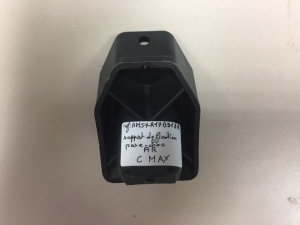 support de fixation
pare-choc
AR
C MAX